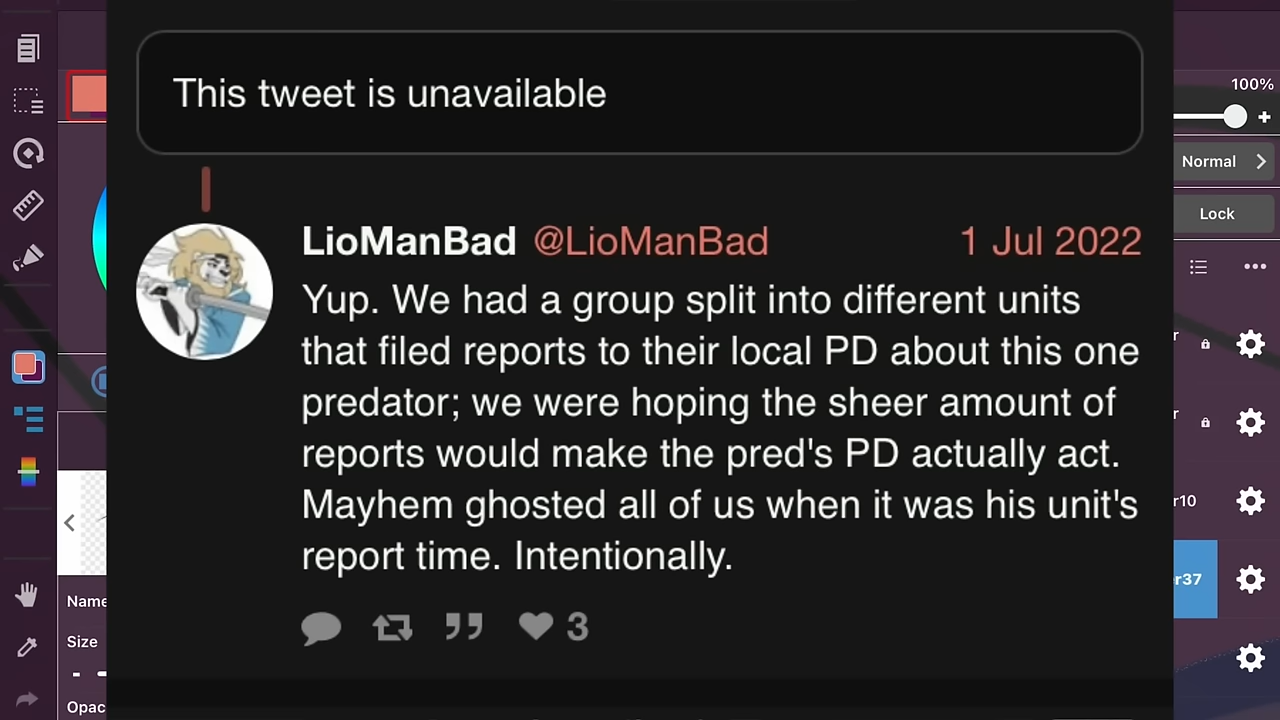 This tweet is unavailable
100%
Normal
Lock
LioManBad @LioManBad 1 Jul 2022
Yup. We had a group split into different units
that filed reports to their local PD about this one
predator; we were hoping the sheer amount of
reports would make the pred's PD actually act.
Mayhem ghosted all of us when it was his unit's
report time. Intentionally.
3
r
r
r10
r37
Name
Size
Opac